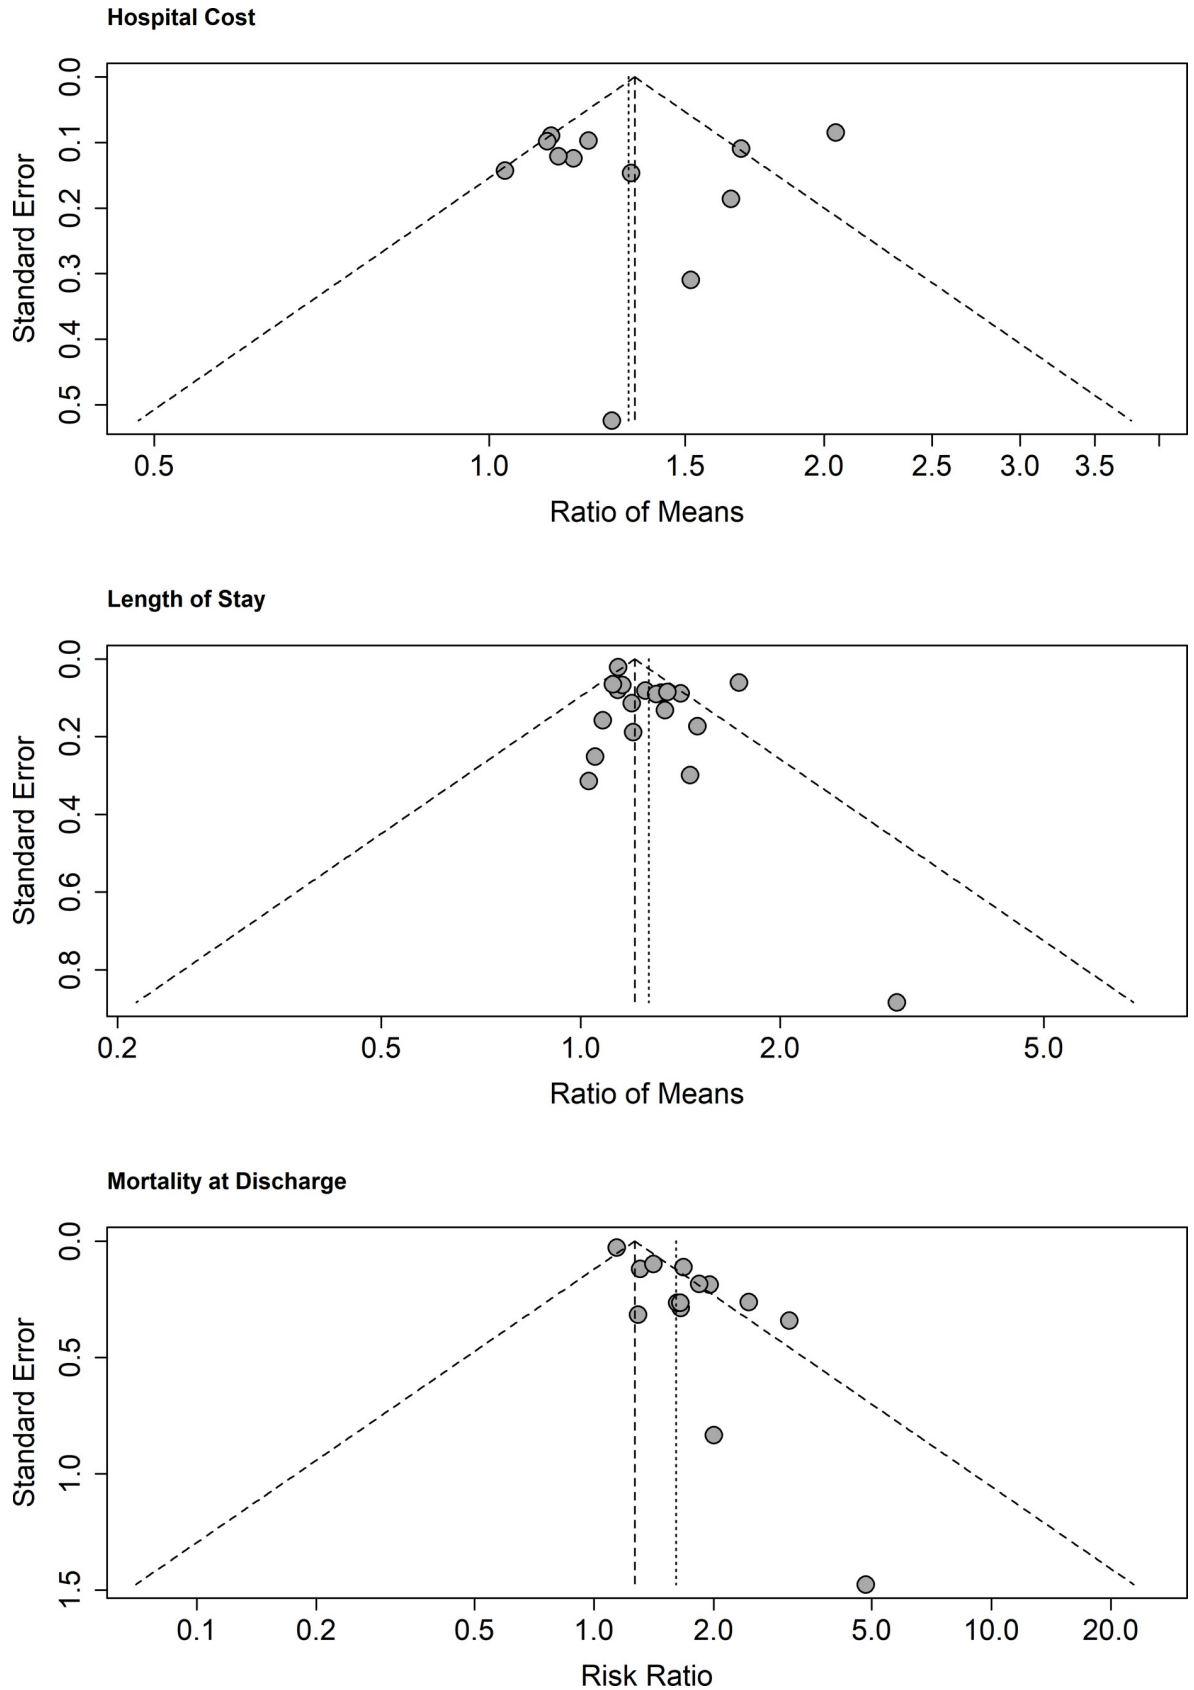 Hospital Cost
0.0
0.1
0.2
0.3
0.4
0.5
Standard Error
0.5 1.0 1.5 2.0 2.5 3.0 3.5
Ratio of Means
Length of Stay
0.0
0.2
0.4
0.6
0.8
Standard Error
0.2 0.5 1.0 2.0 5.0
Ratio of Means
Mortality at Discharge
0.0
0.5
1.0
1.5
Standard Error
0.1 0.2 0.5 1.0 2.0 5.0 10.0 20.0
Risk Ratio